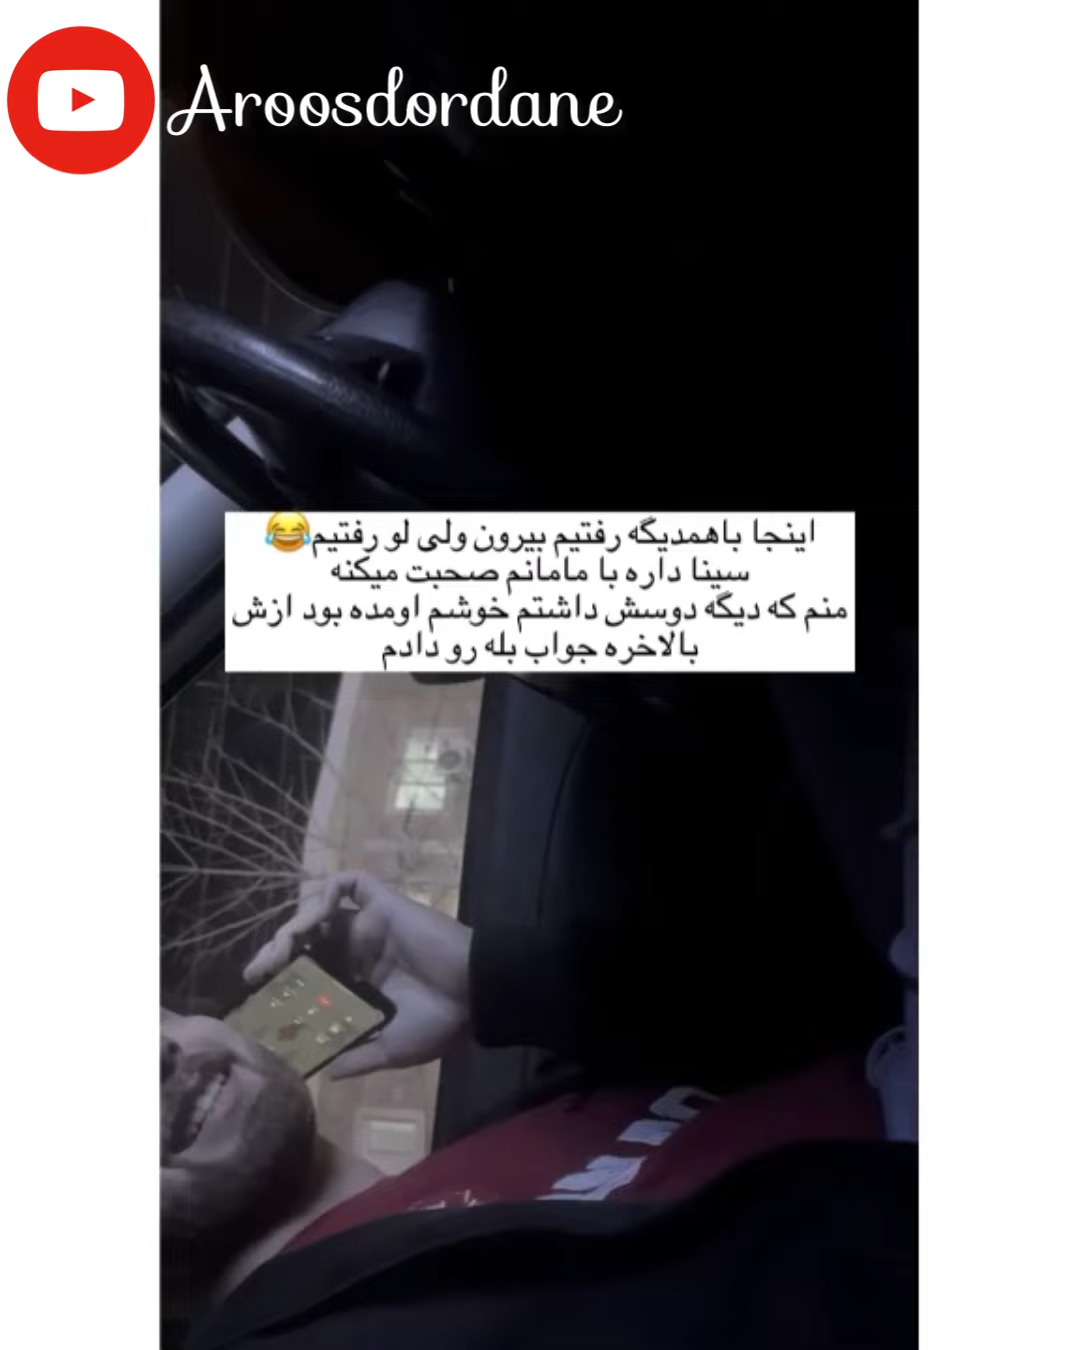 Aroosdordane
اینجا باهمدیگه رفتیم بیرون ولی لو رفتیم😂
سینا داره با مامانم صحبت میکنه
منم که دیگه دوسش داشتم خوشم اومده بود ازش
بالاخره جواب بله رو دادم